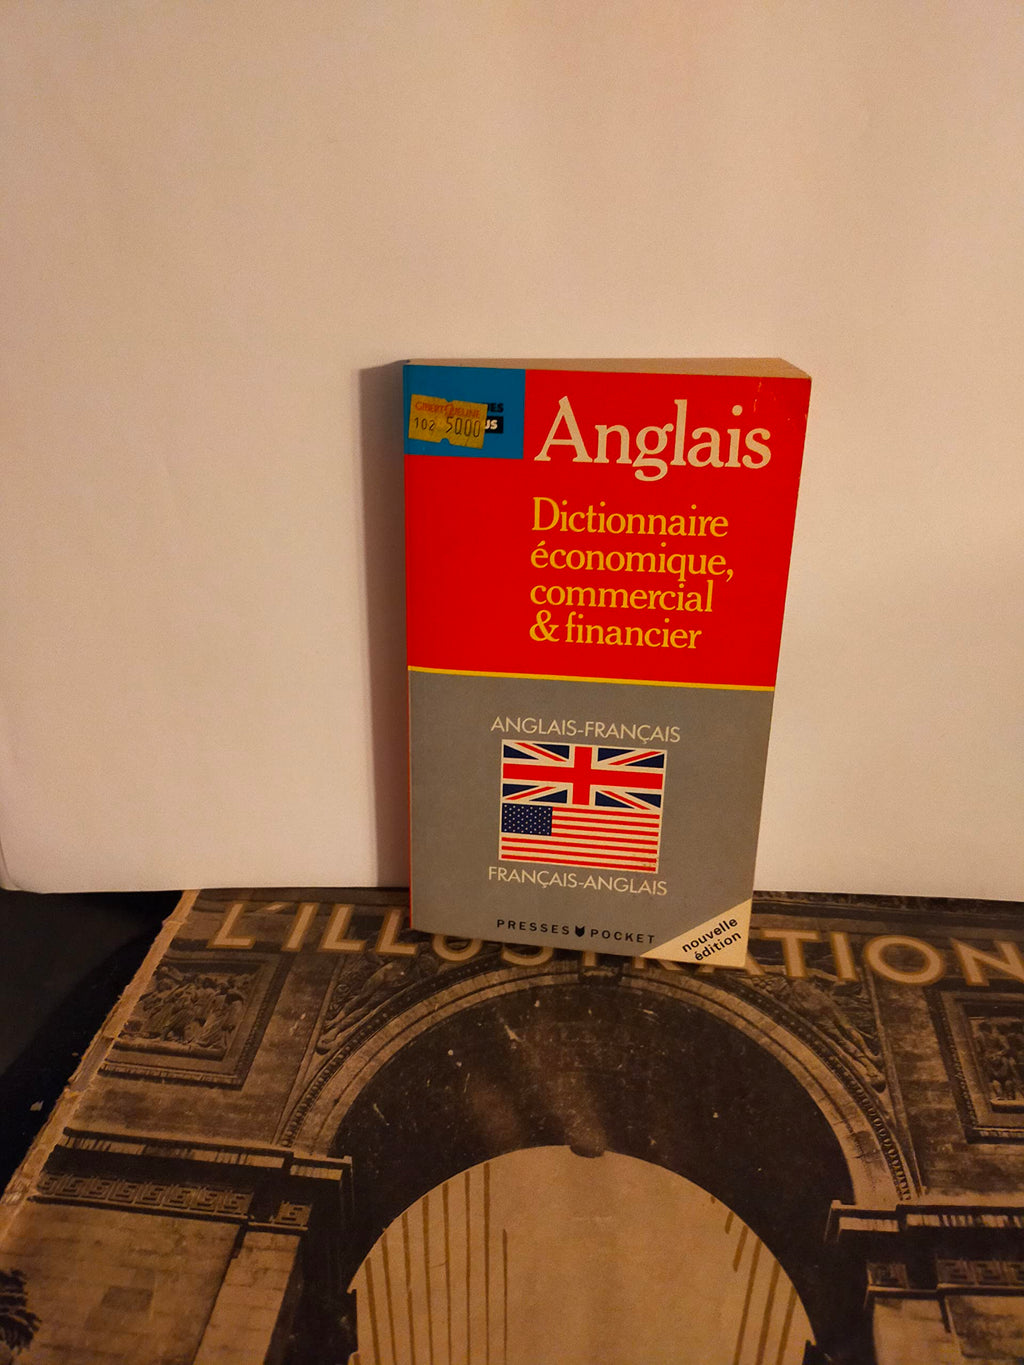 102 5000
Anglais
Dictionnaire
économique,
commercial
& financier
ANGLAIS-FRANÇAIS
FRANÇAIS-ANGLAIS
PRESSES POCKET
nouvelle
édition
L'ILLUSTRATION